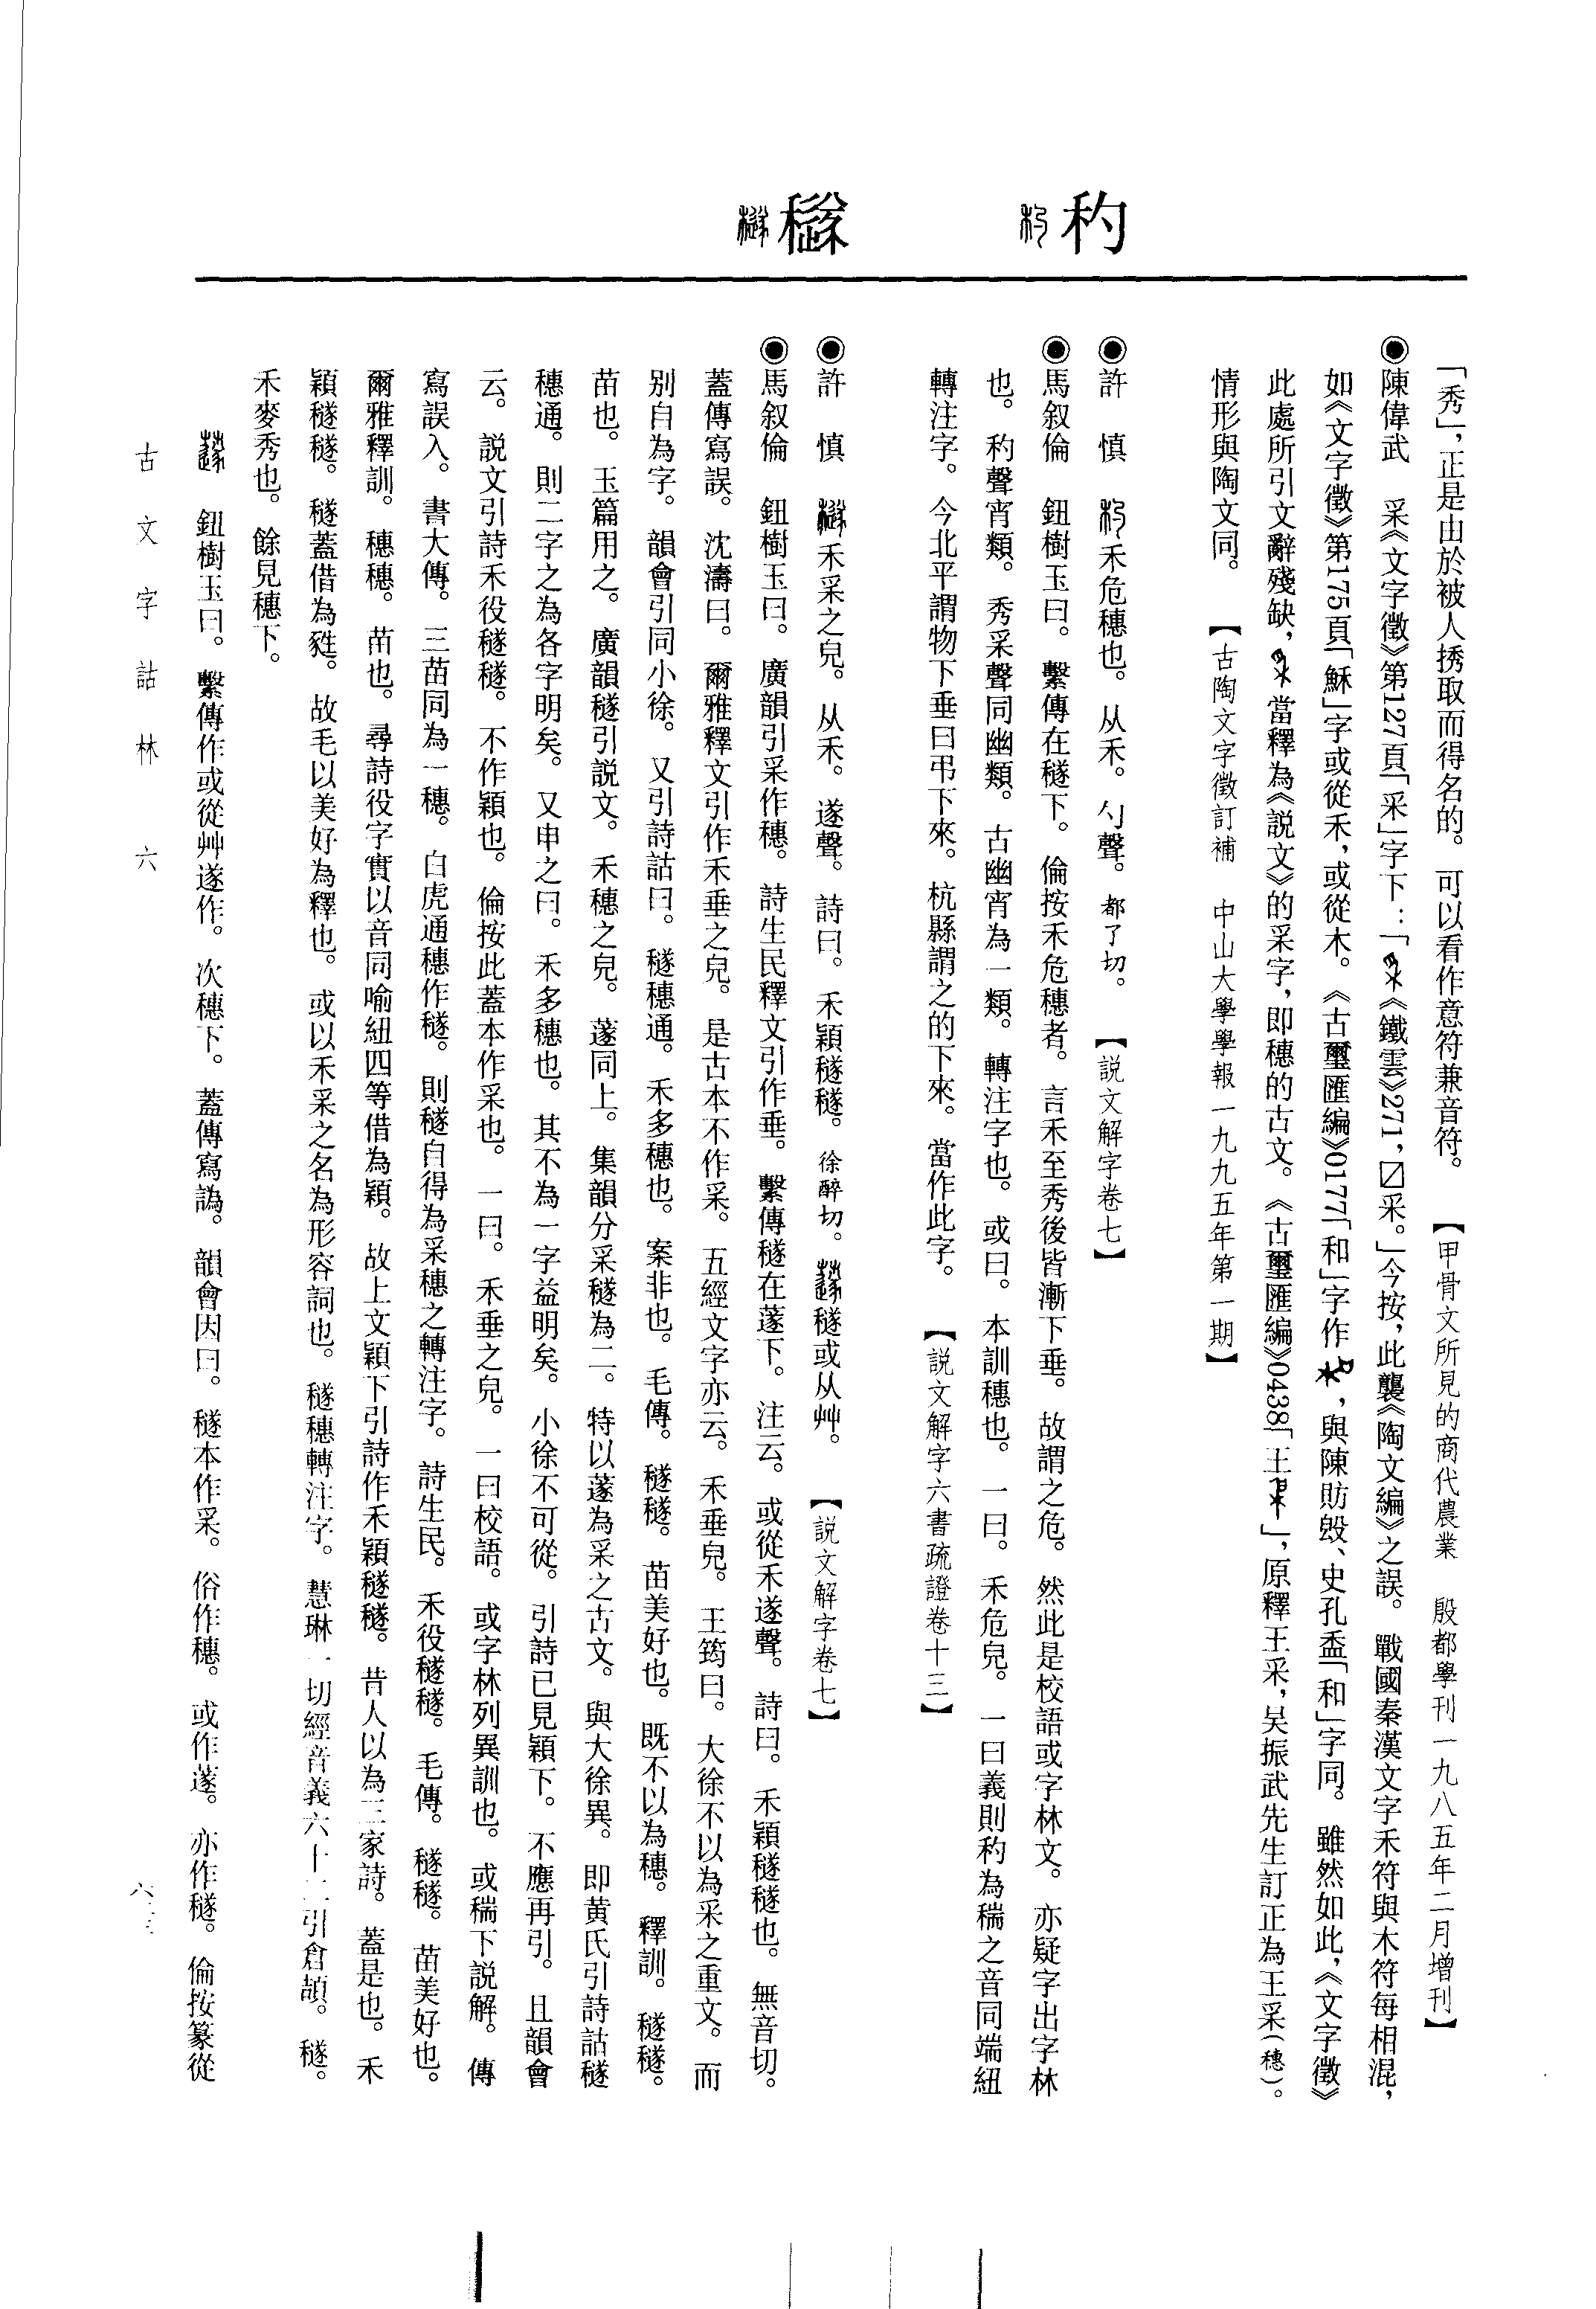 秄
穟
「秀」，正是由於被人掳取而得名的。可以看作意符兼音符。【甲骨文所見的商代農業　殷都學刊一九八五年二月增刊】
◉陳偉武　采《文字徵》第127頁「采」字下：「《鐵雲》271，☑采。」今按，此襲《陶文編》之誤。戰國秦漢文字禾符與木符每相混，
如《文字徵》第175頁「穌」字或從禾，或從木。《古璽匯編》0177「和」字作，與陳肪𣪘、史孔盉「和」字同。雖然如此，《文字徵》
此處所引文辭殘缺，當釋為《説文》的采字，即穗的古文。《古璽匯編》0438「王」，原釋王采，吴振武先生訂正為王采(穗)。
情形與陶文同。【古陶文字徵訂補　中山大學學報一九九五年第一期】
◉許　慎　禾危穗也。从禾。勺聲。都了切。【説文解字卷七】
◉馬叙倫　鈕樹玉曰。繫傳在穟下。倫按禾危穗者。言禾至秀後皆漸下垂。故謂之危。然此是校語或字林文。亦疑字出字林
也。秄聲宵類。秀采聲同幽類。古幽宵為一類。轉注字也。或曰。本訓穗也。一曰。禾危皃。一曰義則秄為稀之音同端紐
轉注字。今北平謂物下垂曰弔下來。杭縣謂之的下來。當作此字。【説文解字六書疏證卷十三】
◉許　慎　禾采之皃。从禾。遂聲。詩曰。禾穎穟穟。徐醉切。穟或从艸。【説文解字卷七】
◉馬叙倫　鈕樹玉曰。廣韻引采作穗。詩生民釋文引作垂。繫傳穟在蓫下。注云。或從禾遂聲。詩曰。禾穎穟穟也。無音切。
蓋傳寫誤。沈濤曰。爾雅釋文引作禾垂之皃。是古本不作采。五經文字亦云。禾垂皃。王筠曰。大徐不以為采之重文。而
别自為字。韻會引同小徐。又引詩詁曰。穟穗通。禾多穗也。案非也。毛傳。穟穟。苗美好也。既不以為穗。釋訓。穟穟。
苗也。玉篇用之。廣韻穟引説文。禾穗之皃。蓫同上。集韻分采穟為二。特以蓫為采之古文。與大徐異。即黄氏引詩詁穟
穗通。則二字之為各字明矣。又申之曰。禾多穗也。其不為一字益明矣。小徐不可從。引詩已見穎下。不應再引。且韻會
云。説文引詩禾役穟穟。不作穎也。倫按此蓋本作采也。一曰。禾垂之皃。一曰校語。或字林列異訓也。或稀下説解。傳
寫誤入。書大傳。三苗同為一穗。白虎通穗作穟。則穟自得為采穗之轉注字。詩生民。禾役穟穟。毛傳。穟穟。苗美好也。
爾雅釋訓。穗穗。苗也。尋詩役字實以音同喻紐四等借為穎。故上文穎下引詩作禾穎穟穟。昔人以為三家詩。蓋是也。禾
穎穟穟。穟蓋借為甤。故毛以美好為釋也。或以禾采之名為形容詞也。穟穗轉注字。慧琳一切經音義六十二引倉頡。穟。
禾麥秀也。餘見穗下。
鈕樹玉曰。繫傳作或從艸遂作。次穗下。蓋傳寫譌。韻會因曰。穟本作采。俗作穗。或作蓫。亦作穟。倫按篆從
古文字詁林　六